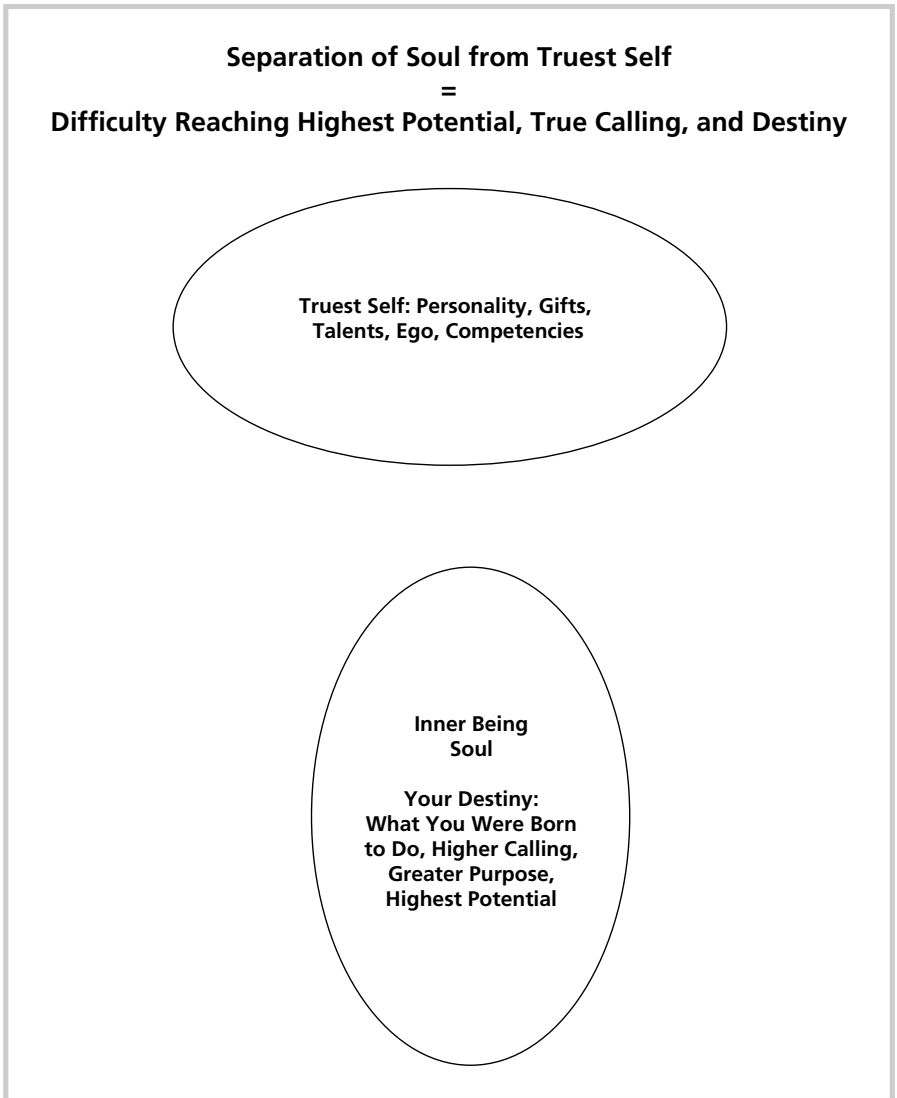 Separation of Soul from Truest Self
=
Difficulty Reaching Highest Potential, True Calling, and Destiny
Truest Self: Personality, Gifts,
Talents, Ego, Competencies
Inner Being
Soul
Your Destiny:
What You Were Born
to Do, Higher Calling,
Greater Purpose,
Highest Potential